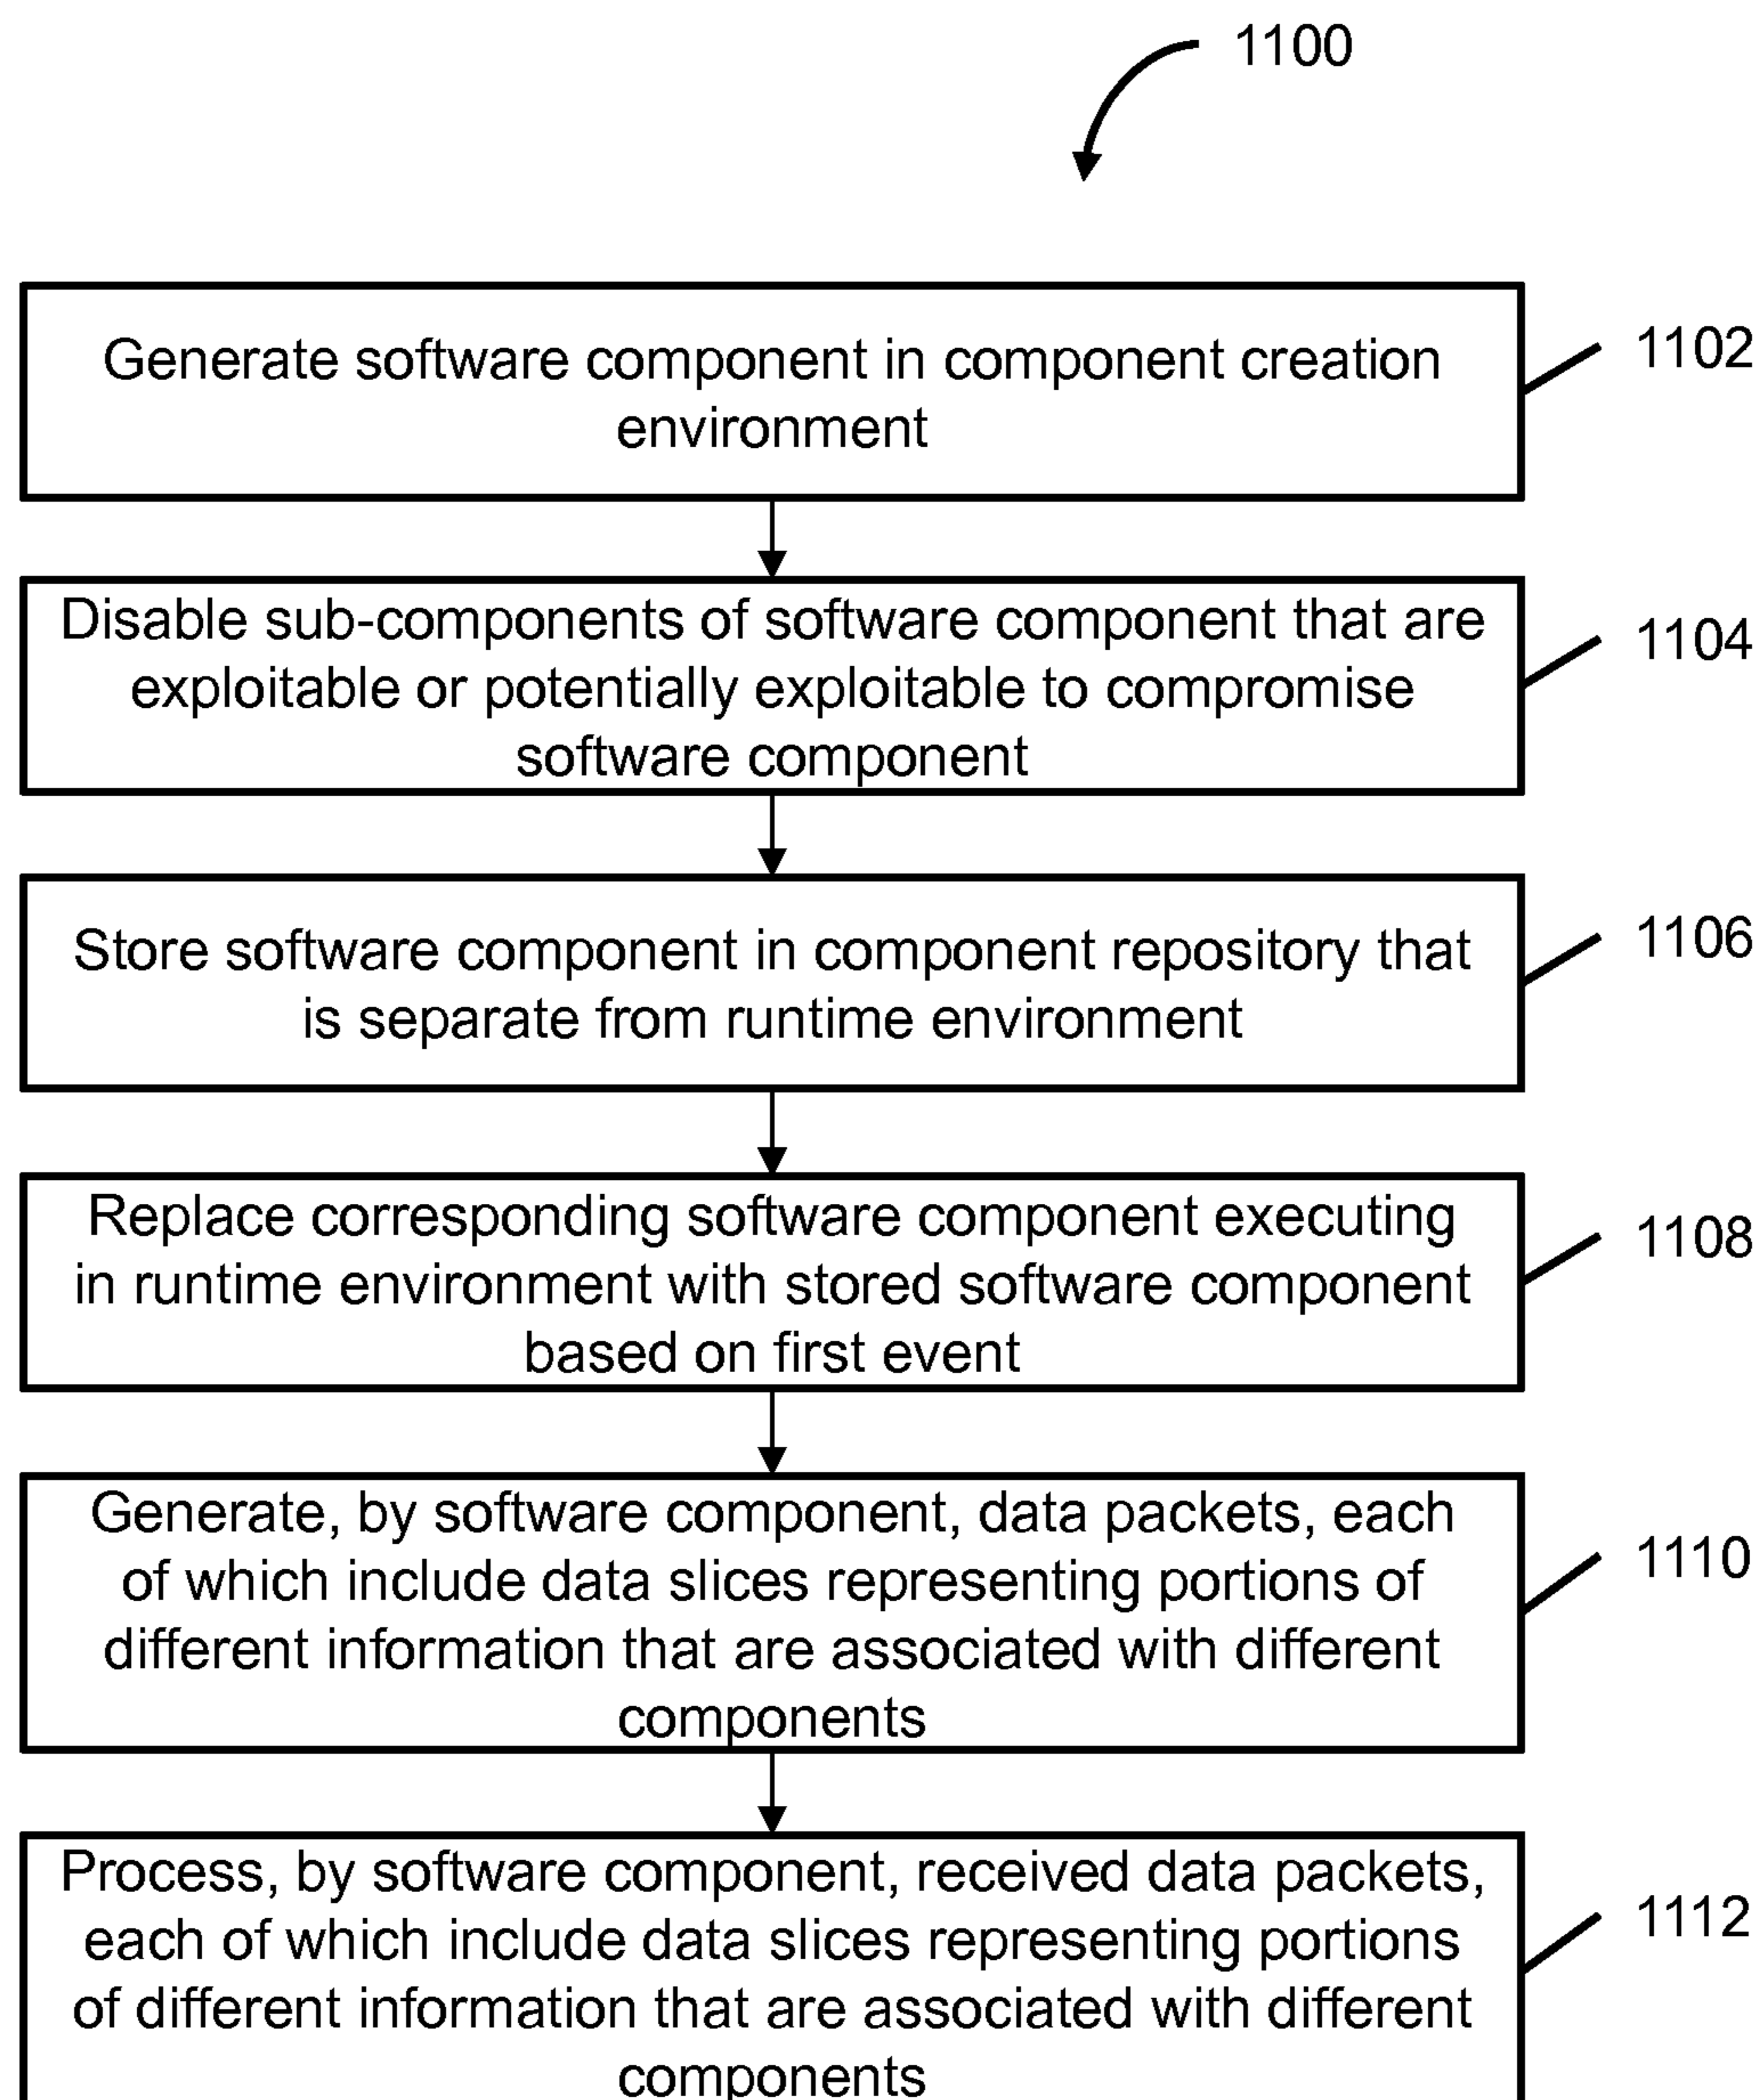 1100
Generate software component in component creation
environment
1102
Disable sub-components of software component that are
exploitable or potentially exploitable to compromise
software component
1104
Store software component in component repository that
is separate from runtime environment
1106
Replace corresponding software component executing
in runtime environment with stored software component
based on first event
1108
Generate, by software component, data packets, each
of which include data slices representing portions of
different information that are associated with different
components
1110
Process, by software component, received data packets,
each of which include data slices representing portions
of different information that are associated with different
components
1112